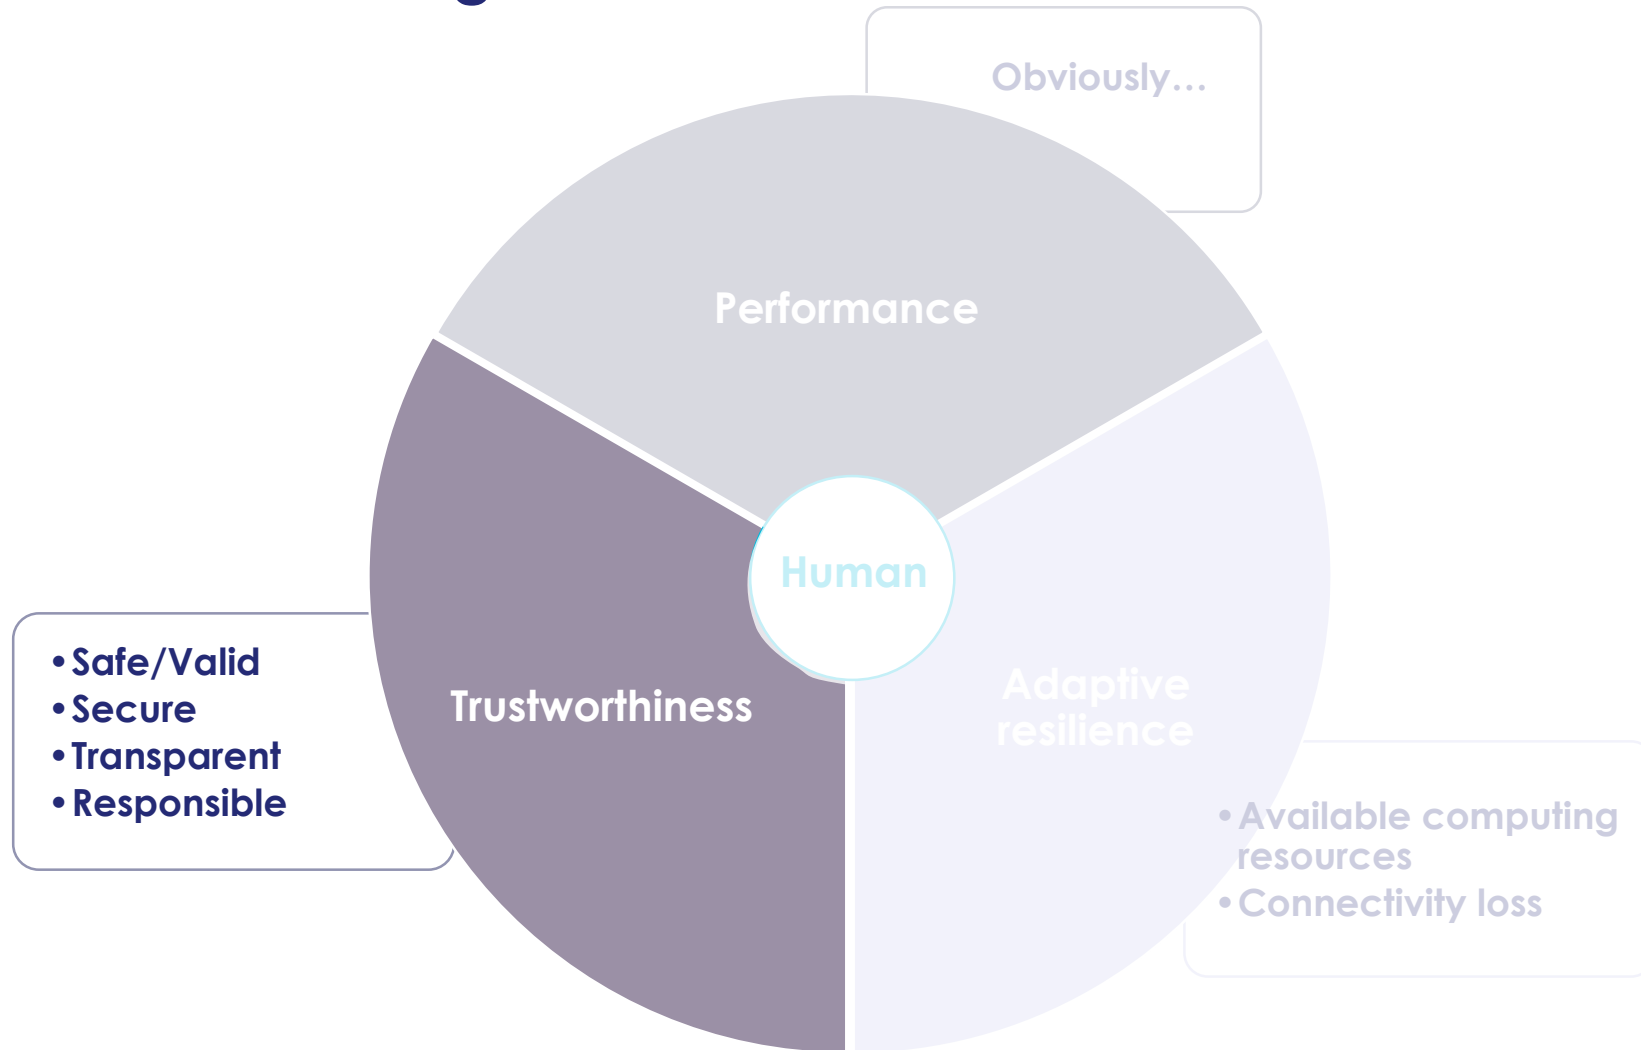 Obviously...
Performance
Human
Trustworthiness
• Safe/Valid
• Secure
• Transparent
• Responsible
Adaptive
resilience
• Available computing
resources
• Connectivity loss